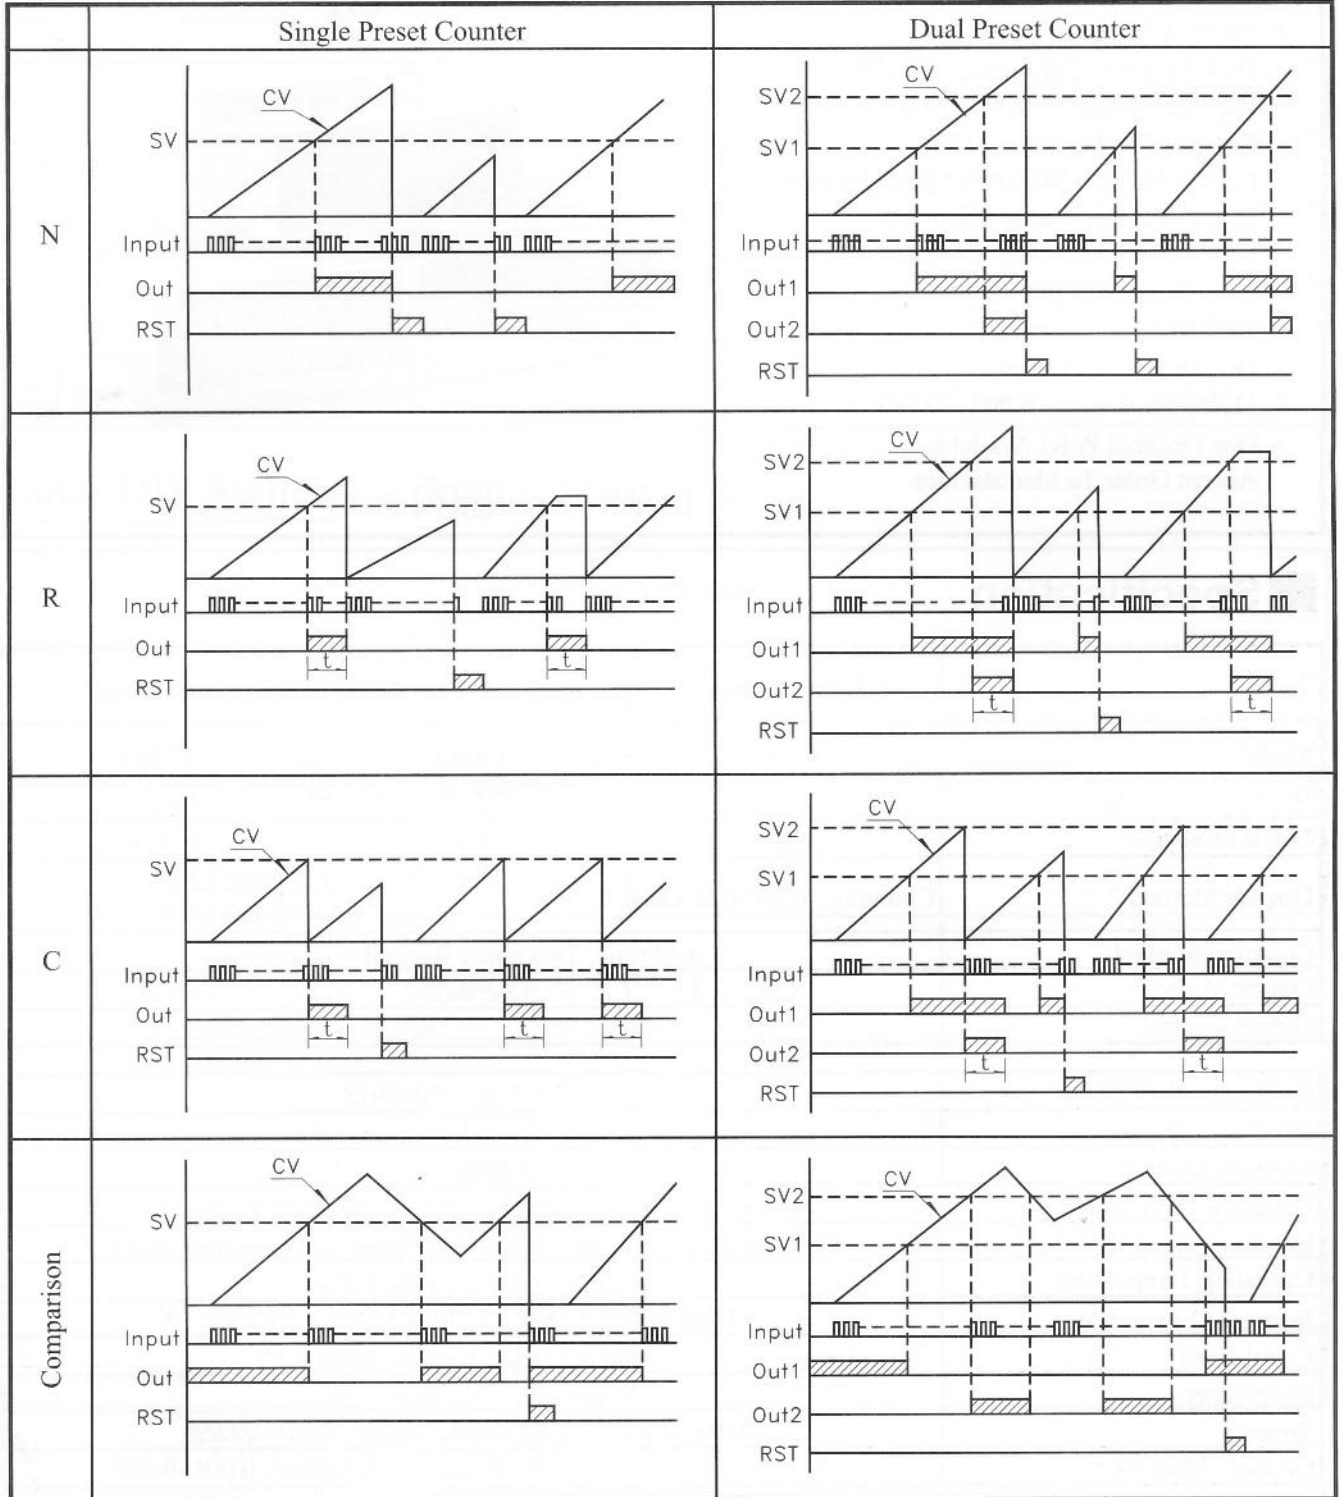 Single Preset Counter
Dual Preset Counter
N
CV
SV
Input
Out
RST
CV
SV2
SV1
Input
Out1
Out2
RST
R
CV
SV
Input
Out
t
t
RST
CV
SV2
SV1
Input
Out1
Out2
t
t
RST
C
CV
SV
Input
Out
t
t
t
RST
CV
SV2
SV1
Input
Out1
Out2
t
t
RST
Comparison
CV
SV
Input
Out
RST
CV
SV2
SV1
Input
Out1
Out2
RST